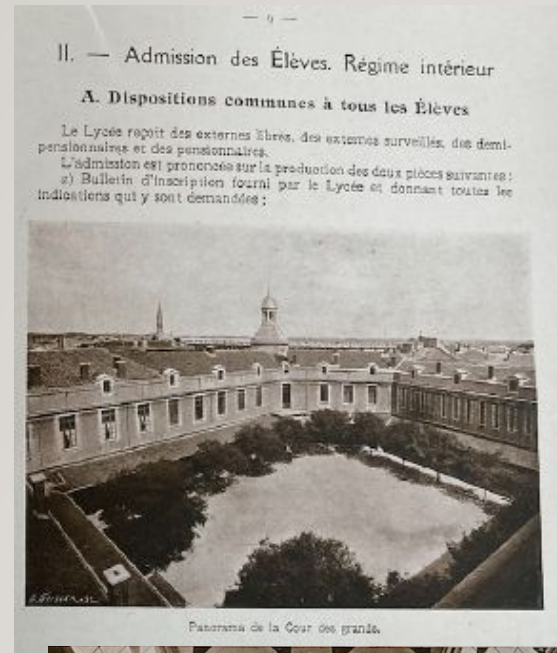 — 9 —
II. — Admission des Élèves. Régime intérieur
A. Dispositions communes à tous les Élèves
Le Lycée reçoit des externes libres, des externes surveillés, des demi-
pensionnaires et des pensionnaires.
L'admission est prononcée sur la production des deux pièces suivantes :
a) Bulletin d'inscription fourni par le Lycée et donnant toutes les
indications qui y sont demandées ;
Panorama de la Cour des grands.